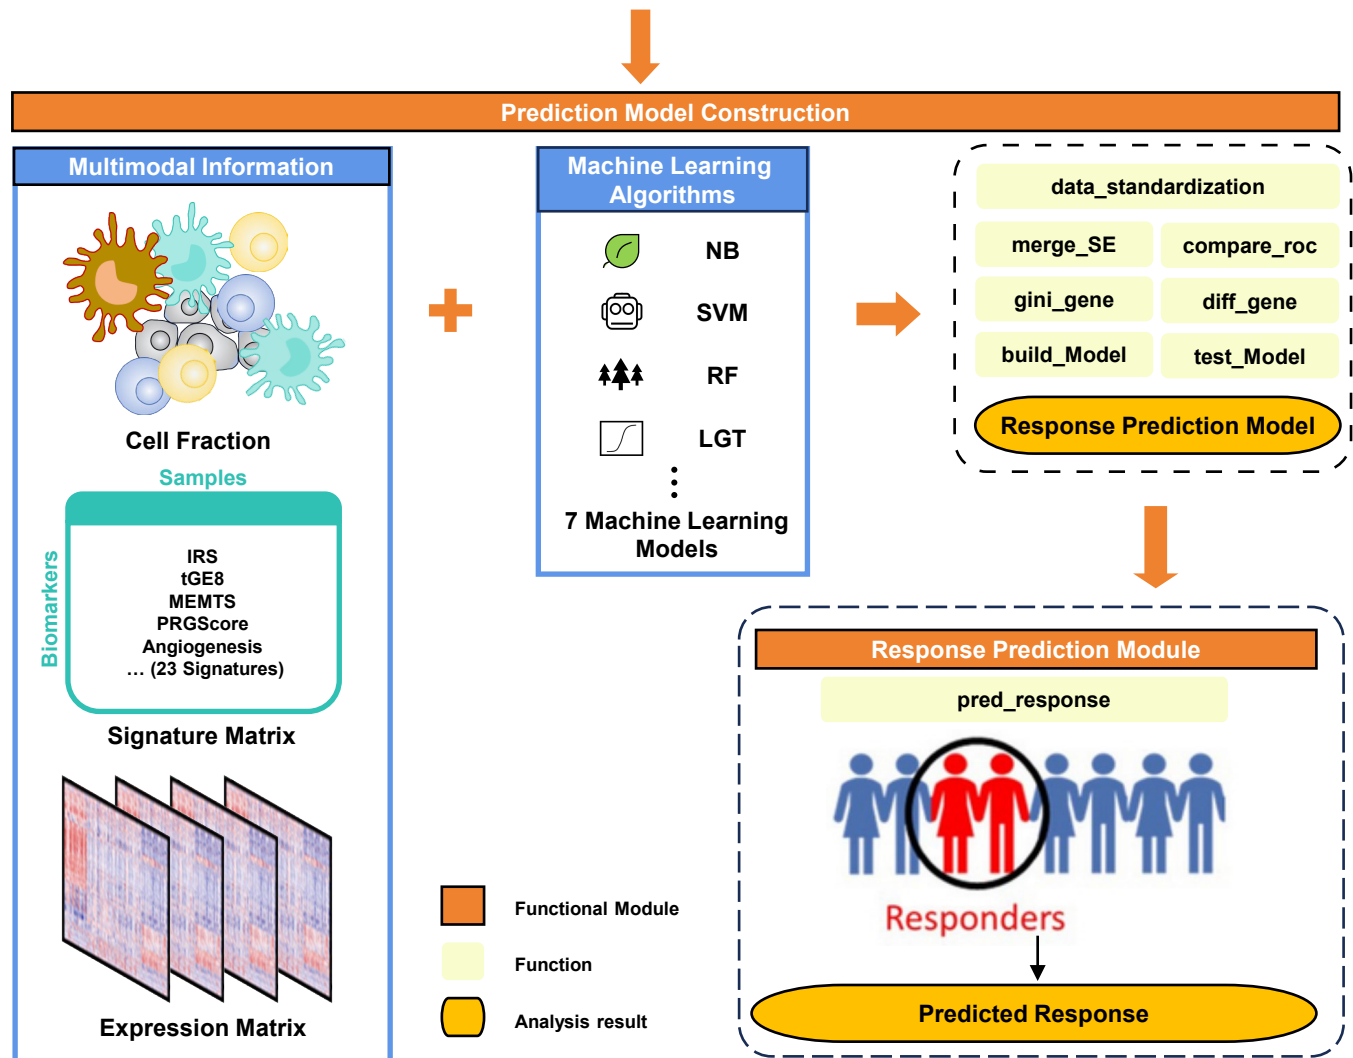 Prediction Model Construction
Multimodal Information
Cell Fraction
Samples
Biomarkers
IRS
tGE8
MEMTS
PRGScore
Angiogenesis
... (23 Signatures)
Signature Matrix
Expression Matrix
Machine Learning
Algorithms
NB
SVM
RF
LGT
7 Machine Learning
Models
data_standardization
merge_SE
compare_roc
gini_gene
diff_gene
build_Model
test_Model
Response Prediction Model
Response Prediction Module
pred_response
Responders
Predicted Response
Functional Module
Function
Analysis result